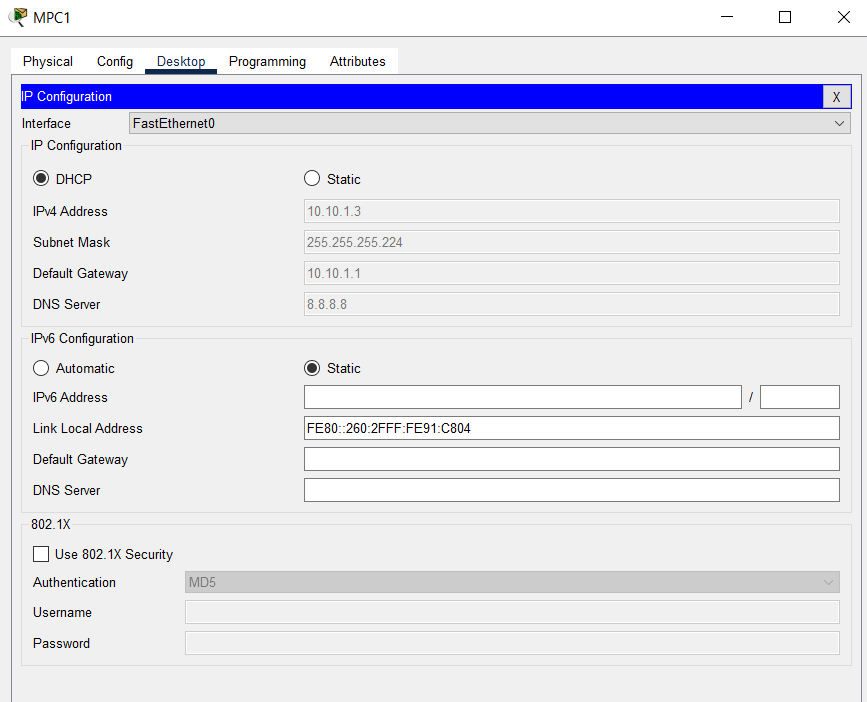 MPC1
Physical Config Desktop Programming Attributes
IP Configuration X
Interface FastEthernet0
IP Configuration
DHCP Static
IPv4 Address 10.10.1.3
Subnet Mask 255.255.255.224
Default Gateway 10.10.1.1
DNS Server 8.8.8.8
IPv6 Configuration
Automatic Static
IPv6 Address /
Link Local Address FE80::260:2FFF:FE91:C804
Default Gateway
DNS Server
802.1X
Use 802.1X Security
Authentication MD5
Username
Password